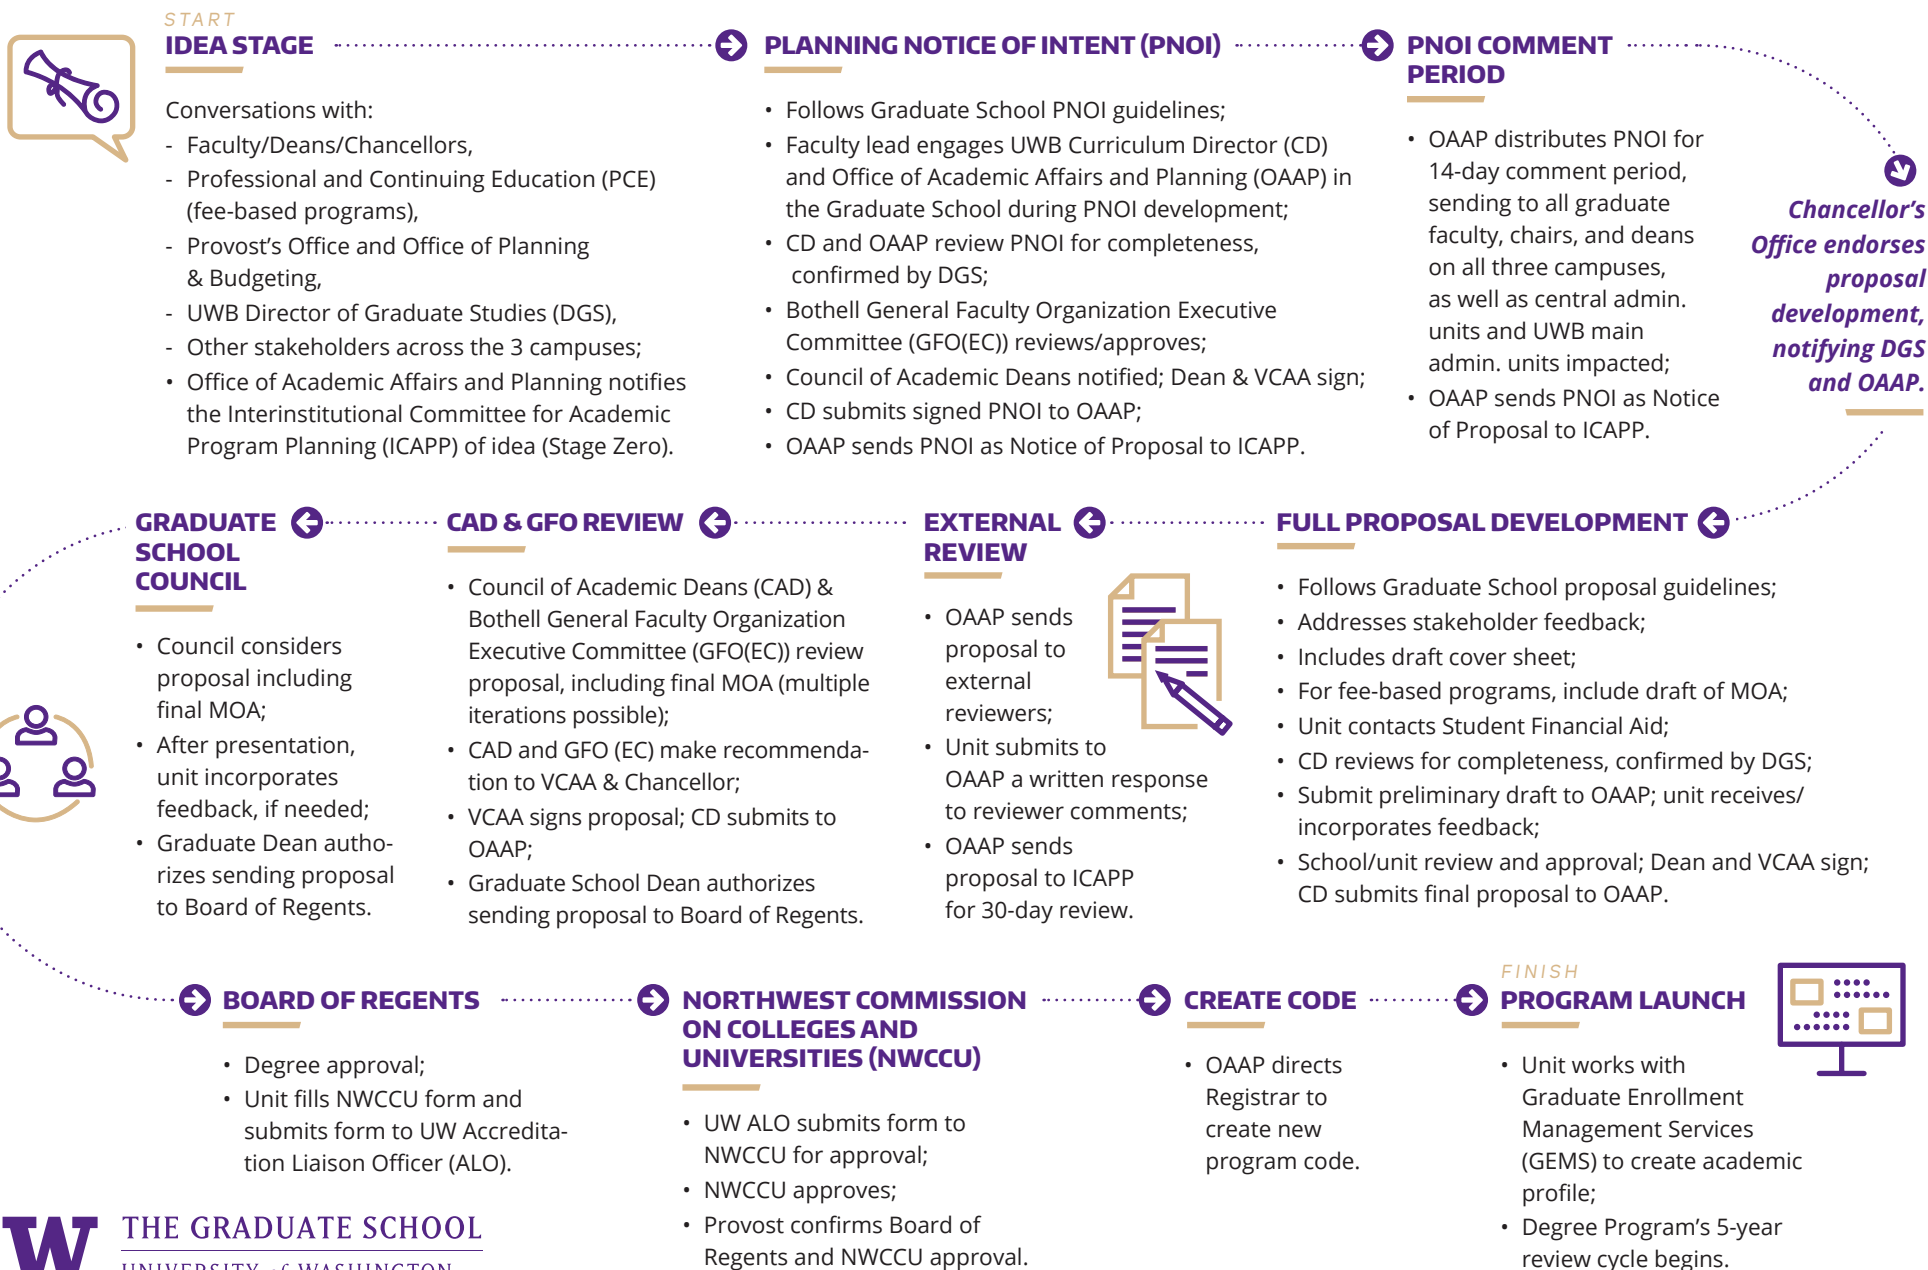 START
IDEA STAGE
Conversations with:
- Faculty/Deans/Chancellors,
- Professional and Continuing Education (PCE)
(fee-based programs),
- Provost's Office and Office of Planning
& Budgeting,
- UWB Director of Graduate Studies (DGS),
- Other stakeholders across the 3 campuses;
• Office of Academic Affairs and Planning notifies
the Interinstitutional Committee for Academic
Program Planning (ICAPP) of idea (Stage Zero).
PLANNING NOTICE OF INTENT (PNOI)
• Follows Graduate School PNOI guidelines;
• Faculty lead engages UWB Curriculum Director (CD)
and Office of Academic Affairs and Planning (OAAP) in
the Graduate School during PNOI development;
• CD and OAAP review PNOI for completeness,
confirmed by DGS;
• Bothell General Faculty Organization Executive
Committee (GFO(EC)) reviews/approves;
• Council of Academic Deans notified; Dean & VCAA sign;
• CD submits signed PNOI to OAAP;
• OAAP sends PNOI as Notice of Proposal to ICAPP.
PNOI COMMENT
PERIOD
• OAAP distributes PNOI for
14-day comment period,
sending to all graduate
faculty, chairs, and deans
on all three campuses,
as well as central admin.
units and UWB main
admin. units impacted;
• OAAP sends PNOI as Notice
of Proposal to ICAPP.
Chancellor's
Office endorses
proposal
development,
notifying DGS
and OAAP.
FULL PROPOSAL DEVELOPMENT
• Follows Graduate School proposal guidelines;
• Addresses stakeholder feedback;
• Includes draft cover sheet;
• For fee-based programs, include draft of MOA;
• Unit contacts Student Financial Aid;
• CD reviews for completeness, confirmed by DGS;
• Submit preliminary draft to OAAP; unit receives/
incorporates feedback;
• School/unit review and approval; Dean and VCAA sign;
CD submits final proposal to OAAP.
EXTERNAL
REVIEW
• OAAP sends
proposal to
external
reviewers;
• Unit submits to
OAAP a written response
to reviewer comments;
• OAAP sends
proposal to ICAPP
for 30-day review.
CAD & GFO REVIEW
• Council of Academic Deans (CAD) &
Bothell General Faculty Organization
Executive Committee (GFO(EC)) review
proposal, including final MOA (multiple
iterations possible);
• CAD and GFO (EC) make recommenda-
tion to VCAA & Chancellor;
• VCAA signs proposal; CD submits to
OAAP;
• Graduate School Dean authorizes
sending proposal to Board of Regents.
GRADUATE
SCHOOL
COUNCIL
• Council considers
proposal including
final MOA;
• After presentation,
unit incorporates
feedback, if needed;
• Graduate Dean autho-
rizes sending proposal
to Board of Regents.
BOARD OF REGENTS
• Degree approval;
• Unit fills NWCCU form and
submits form to UW Accredita-
tion Liaison Officer (ALO).
NORTHWEST COMMISSION
ON COLLEGES AND
UNIVERSITIES (NWCCU)
• UW ALO submits form to
NWCCU for approval;
• NWCCU approves;
• Provost confirms Board of
Regents and NWCCU approval.
CREATE CODE
• OAAP directs
Registrar to
create new
program code.
FINISH
PROGRAM LAUNCH
• Unit works with
Graduate Enrollment
Management Services
(GEMS) to create academic
profile;
• Degree Program's 5-year
review cycle begins.
W
THE GRADUATE SCHOOL
UNIVERSITY of WASHINGTON